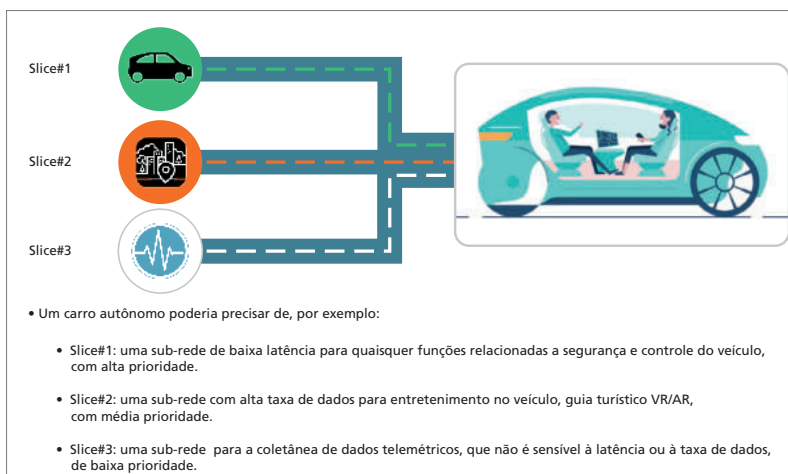 Slice#1
Slice#2
Slice#3
• Um carro autônomo poderia precisar de, por exemplo:
• Slice#1: uma sub-rede de baixa latência para quaisquer funções relacionadas a segurança e controle do veículo,
com alta prioridade.
• Slice#2: uma sub-rede com alta taxa de dados para entretenimento no veículo, guia turístico VR/AR,
com média prioridade.
• Slice#3: uma sub-rede para a coletânea de dados telemétricos, que não é sensível à latência ou à taxa de dados,
de baixa prioridade.